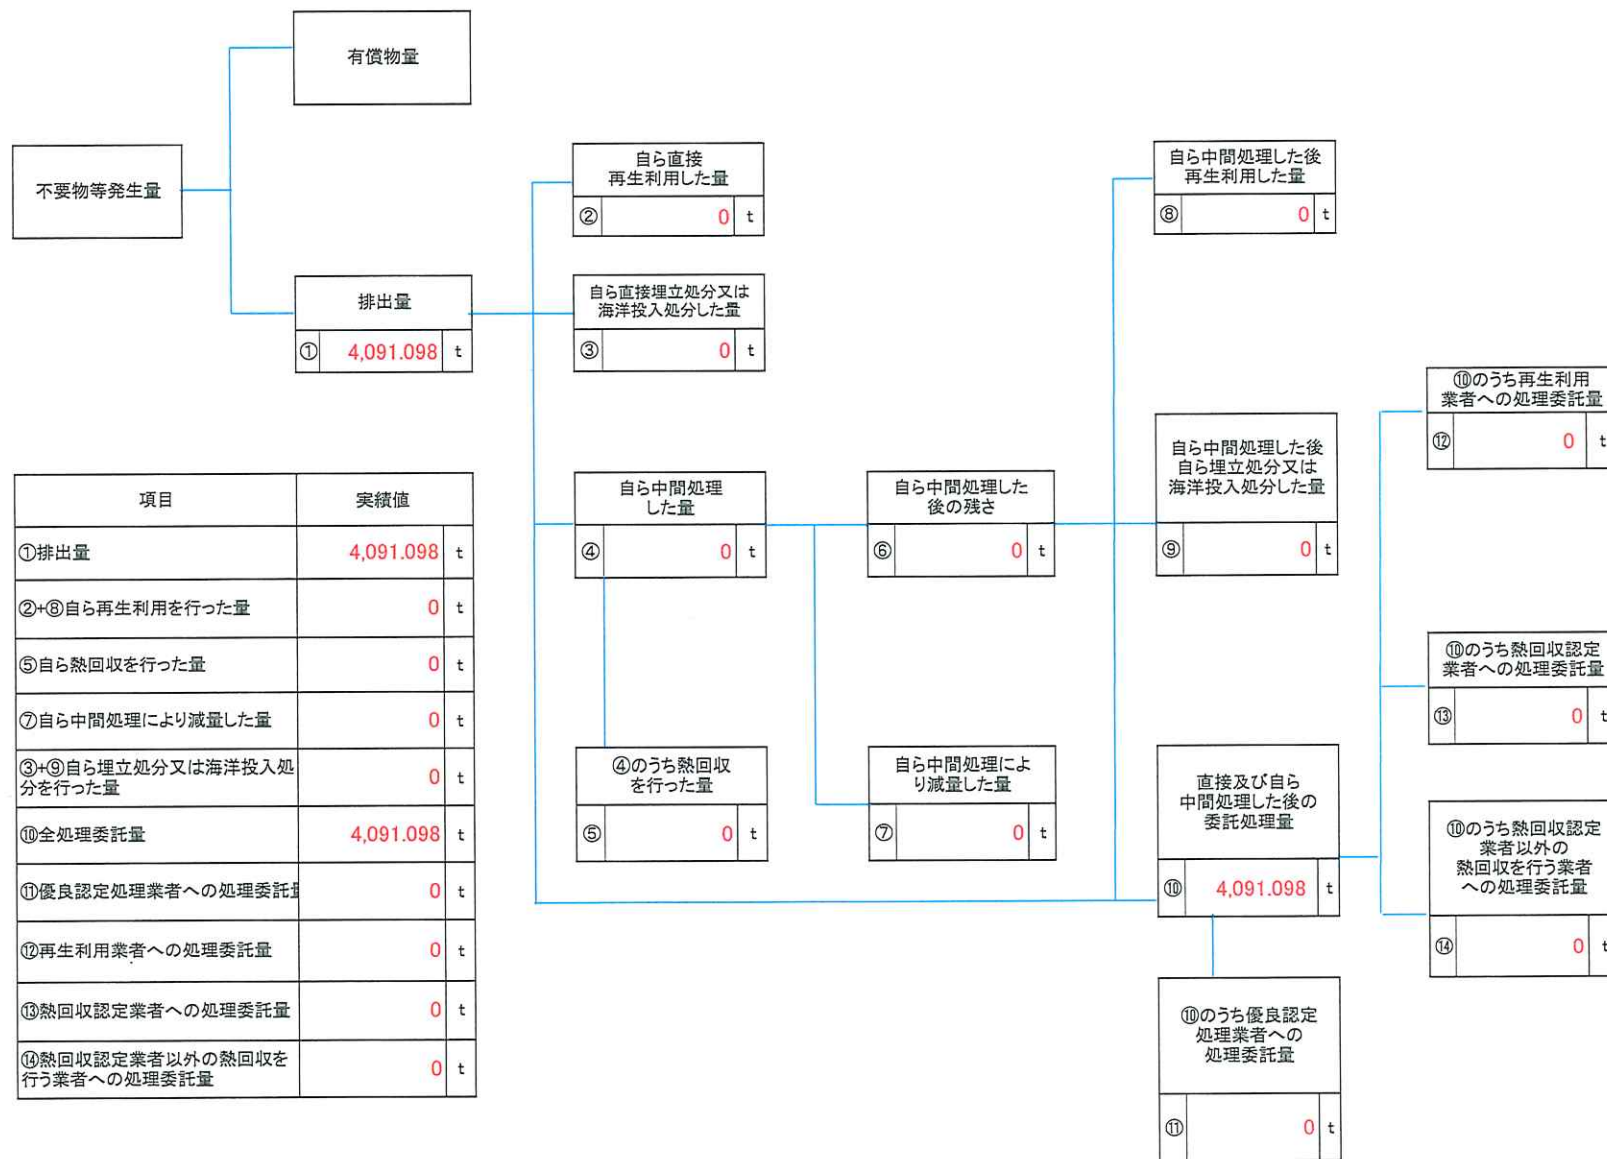 有償物量
不要物等発生量
排出量
① 4,091.098 t
自ら直接
再生利用した量
② 0 t
自ら直接埋立処分又は
海洋投入処分した量
③ 0 t
自ら中間処理
した量
④ 0 t
④のうち熱回収
を行った量
⑤ 0 t
自ら中間処理した
後の残さ
⑥ 0 t
自ら中間処理によ
り減量した量
⑦ 0 t
自ら中間処理した後
再生利用した量
⑧ 0 t
自ら中間処理した後
自ら埋立処分又は
海洋投入処分した量
⑨ 0 t
直接及び自ら
中間処理した後の
委託処理量
⑩ 4,091.098 t
⑩のうち優良認定
処理業者への
処理委託量
⑪ 0 t
⑩のうち再生利用
業者への処理委託量
⑫ 0 t
⑩のうち熱回収認定
業者への処理委託量
⑬ 0 t
⑩のうち熱回収認定
業者以外の
熱回収を行う業者
への処理委託量
⑭ 0 t
項目 実績値
①排出量 4,091.098 t
②+⑧自ら再生利用を行った量 0 t
⑤自ら熱回収を行った量 0 t
⑦自ら中間処理により減量した量 0 t
③+⑨自ら埋立処分又は海洋投入処
分を行った量 0 t
⑩全処理委託量 4,091.098 t
⑪優良認定処理業者への処理委託量 0 t
⑫再生利用業者への処理委託量 0 t
⑬熱回収認定業者への処理委託量 0 t
⑭熱回収認定業者以外の熱回収を
行う業者への処理委託量 0 t